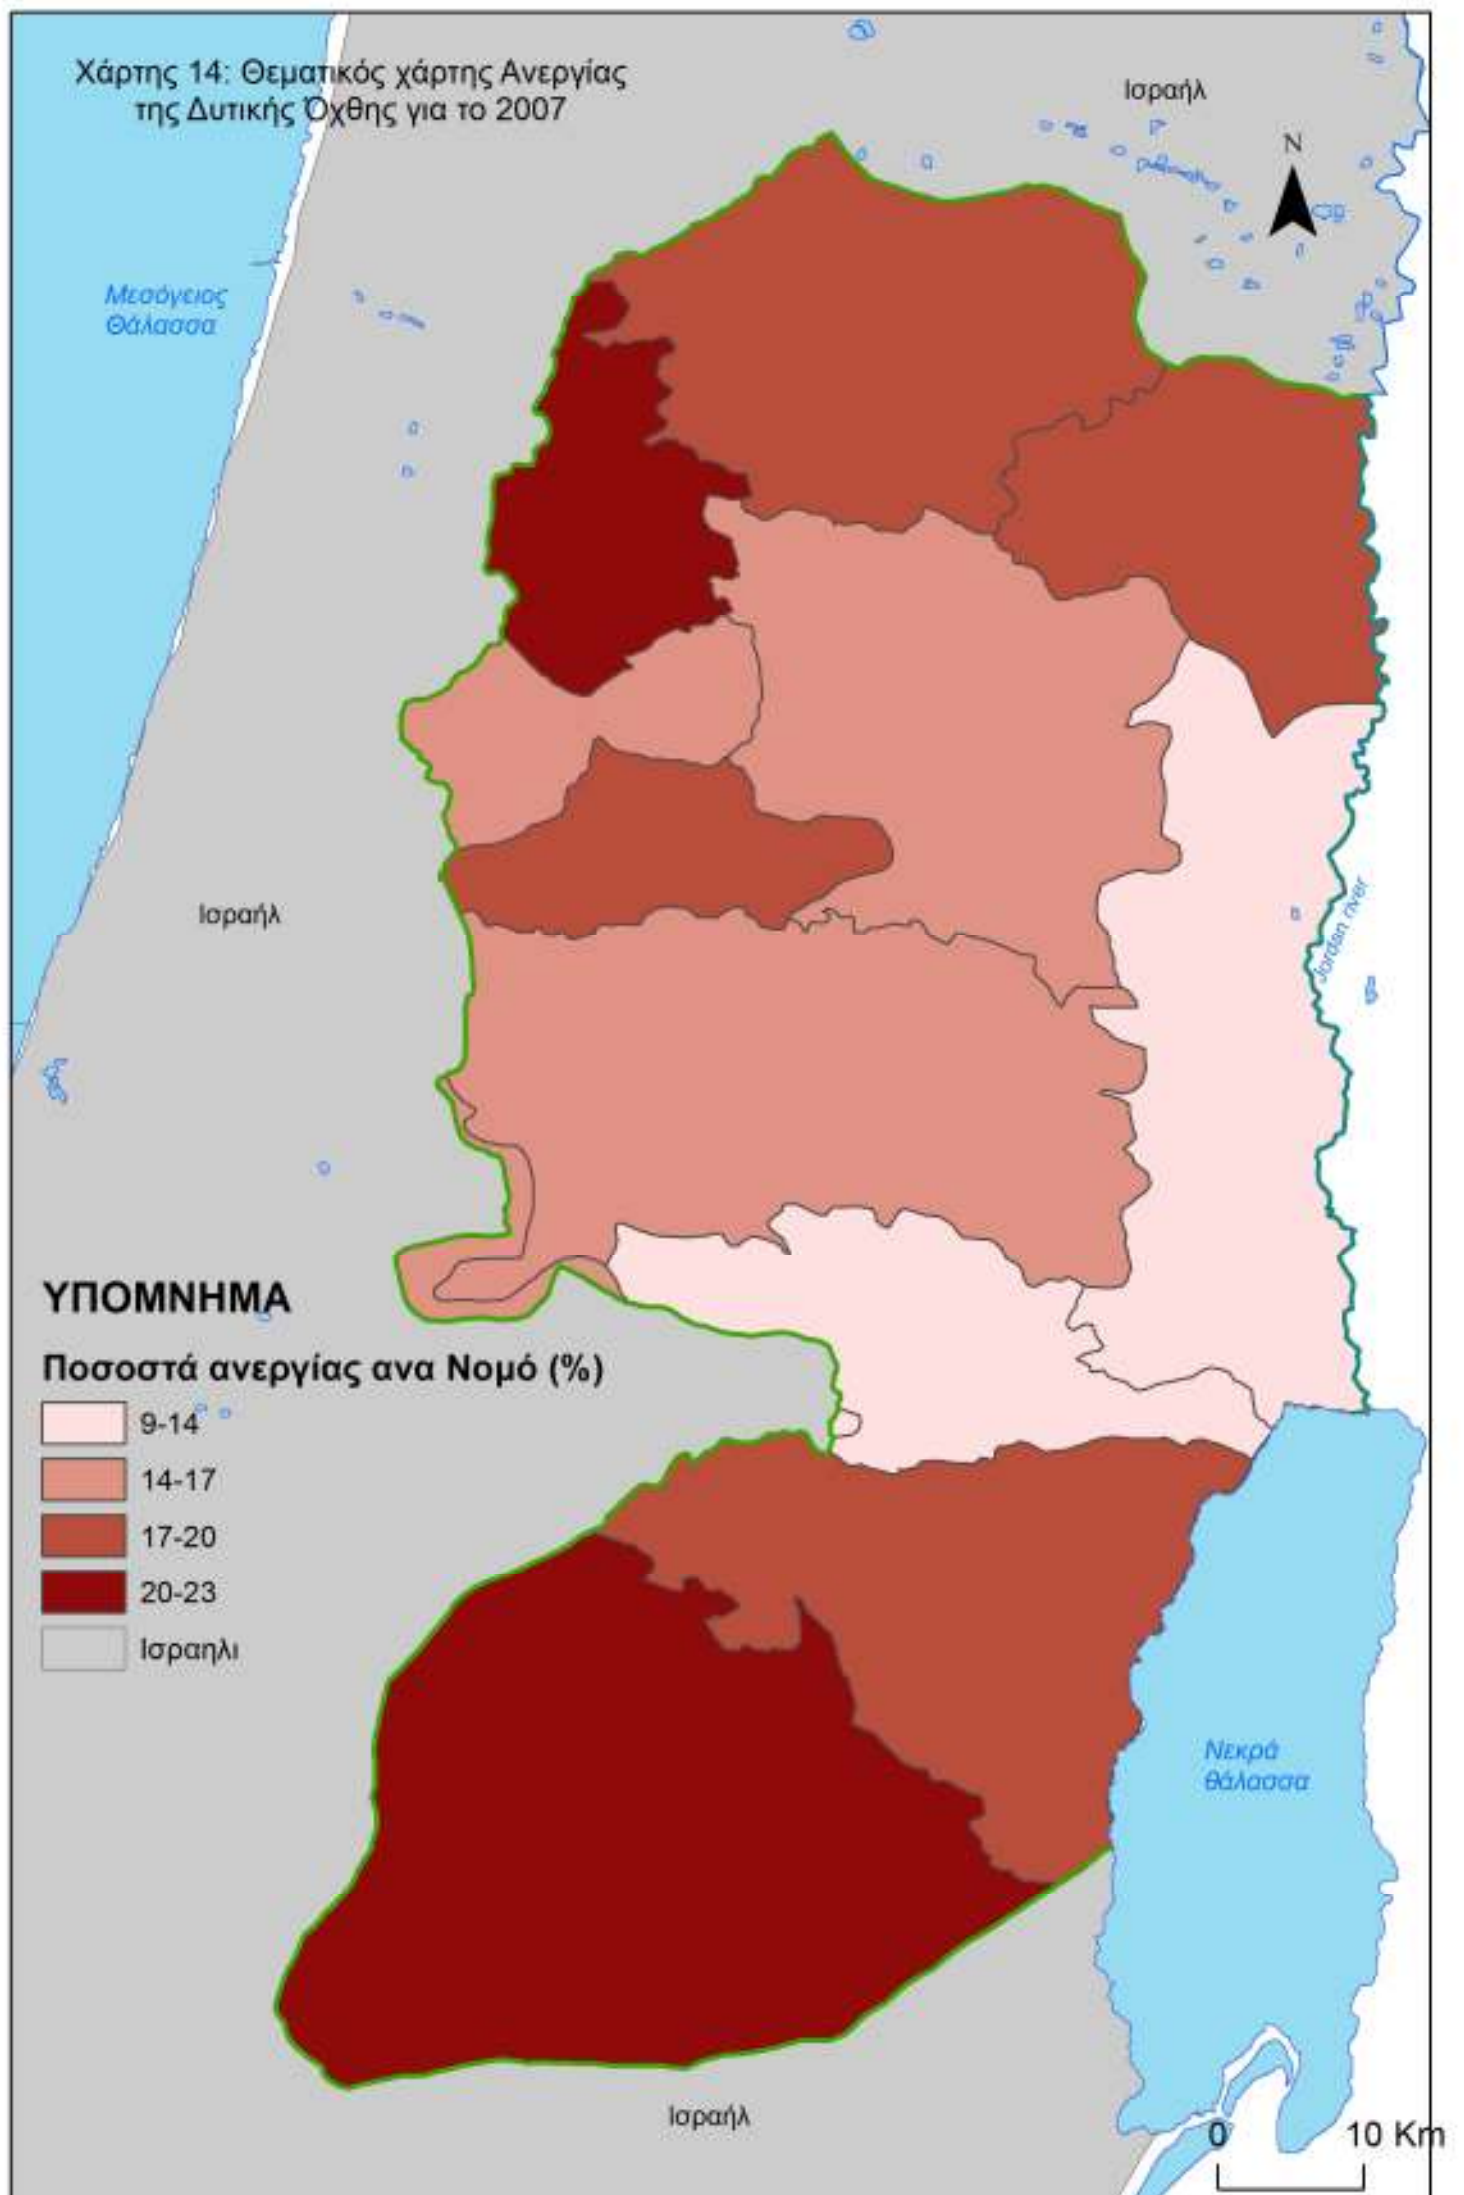 Χάρτης 14: Θεματικός χάρτης Ανεργίας
της Δυτικής Όχθης για το 2007
Ισραήλ
N
Μεσόγειος
Θάλασσα
Ισραήλ
Jordan river
ΥΠΟΜΝΗΜΑ
Ποσοστά ανεργίας ανα Νομό (%)
9-14
14-17
17-20
20-23
Ισραηλι
Νεκρά
θάλασσα
Ισραήλ
0 10 Km